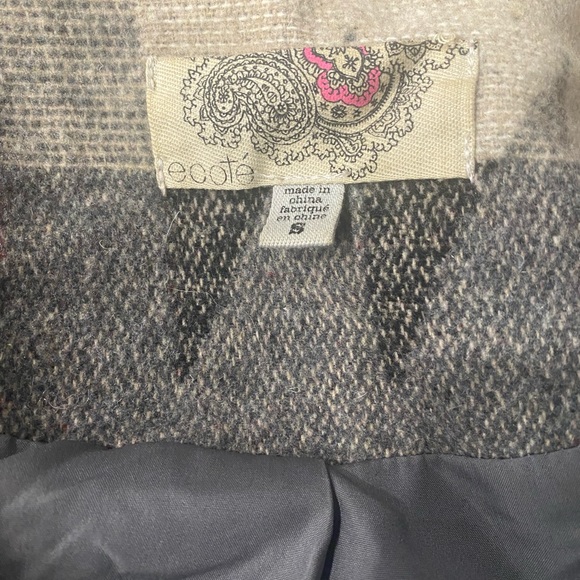 ecoté
made in
china
fabriqué
en chine
S